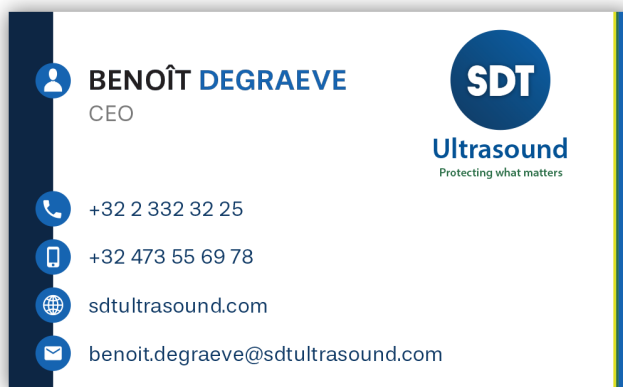 BENOÎT DEGRAEVE
CEO
SDT
Ultrasound
Protecting what matters
+32 2 332 32 25
+32 473 55 69 78
sdtultrasound.com
benoit.degraeve@sdtultrasound.com